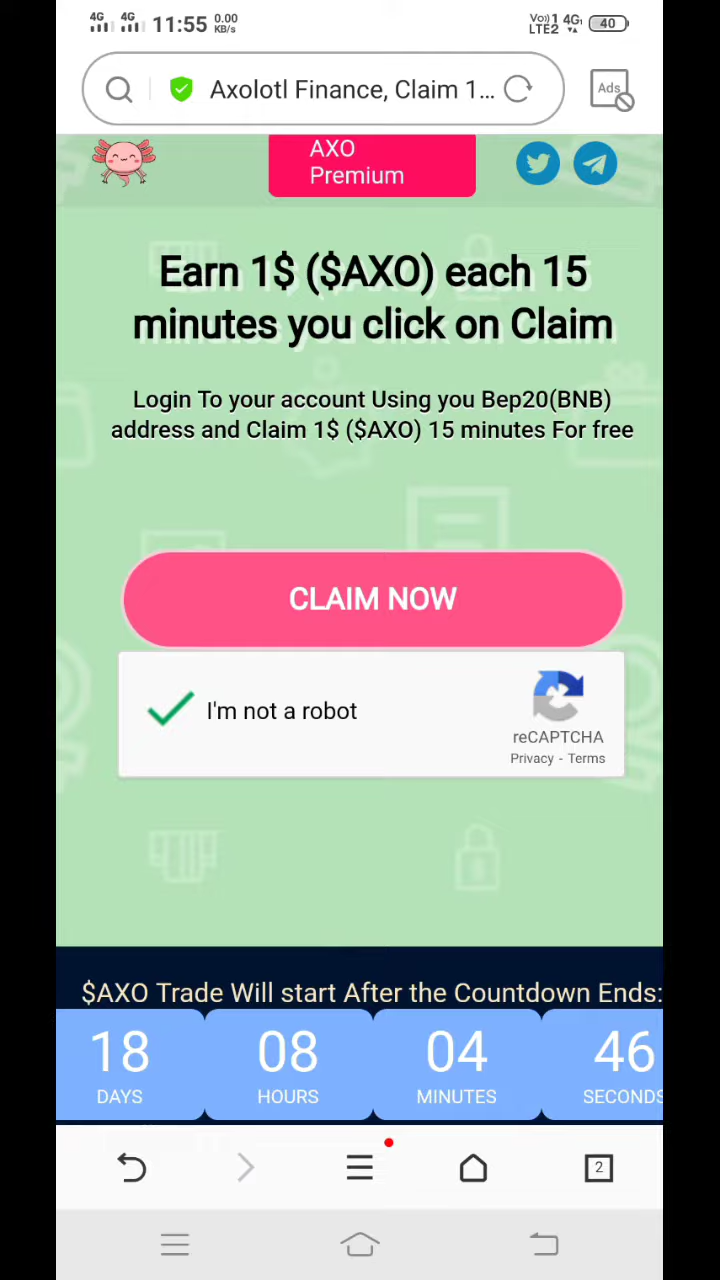 4G 4G 11:55 0.00 KB/s Vo)) 1 LTE2 4G 40
Axolotl Finance, Claim 1... Ads
AXO
Premium
Earn 1$ ($AXO) each 15
minutes you click on Claim
Login To your account Using you Bep20(BNB)
address and Claim 1$ ($AXO) 15 minutes For free
CLAIM NOW
I'm not a robot
reCAPTCHA
Privacy - Terms
$AXO Trade Will start After the Countdown Ends:
18 08 04 46
DAYS HOURS MINUTES SECONDS
2